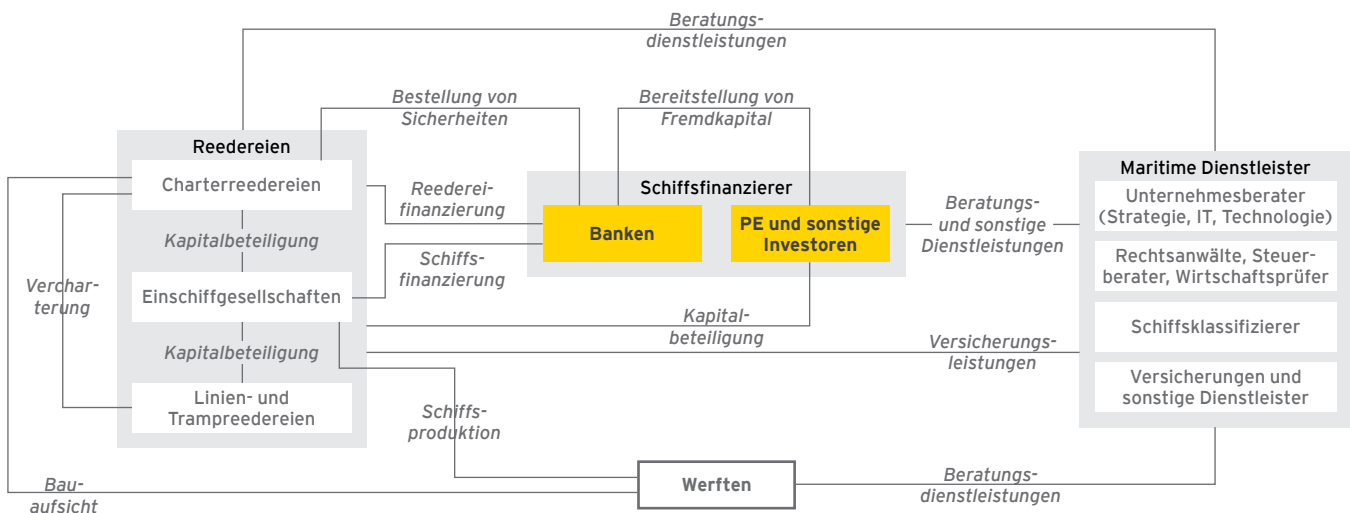 Beratungs-
dienstleistungen
Bestellung von
Sicherheiten
Bereitstellung von
Fremdkapital
Reedereien
Charterreedereien
Kapitalbeteiligung
Einschiffgesellschaften
Kapitalbeteiligung
Linien- und
Trampreedereien
Verchar-
terung
Reederei-
finanzierung
Schiffs-
finanzierung
Schiffsfinanzierer
Banken
PE und sonstige
Investoren
Beratungs-
und sonstige
Dienstleistungen
Kapital-
beteiligung
Versicherungs-
leistungen
Maritime Dienstleister
Unternehmesberater
(Strategie, IT, Technologie)
Rechtsanwälte, Steuer-
berater, Wirtschaftsprüfer
Schiffsklassifizierer
Versicherungen und
sonstige Dienstleister
Schiffs-
produktion
Bau-
aufsicht
Werften
Beratungs-
dienstleistungen